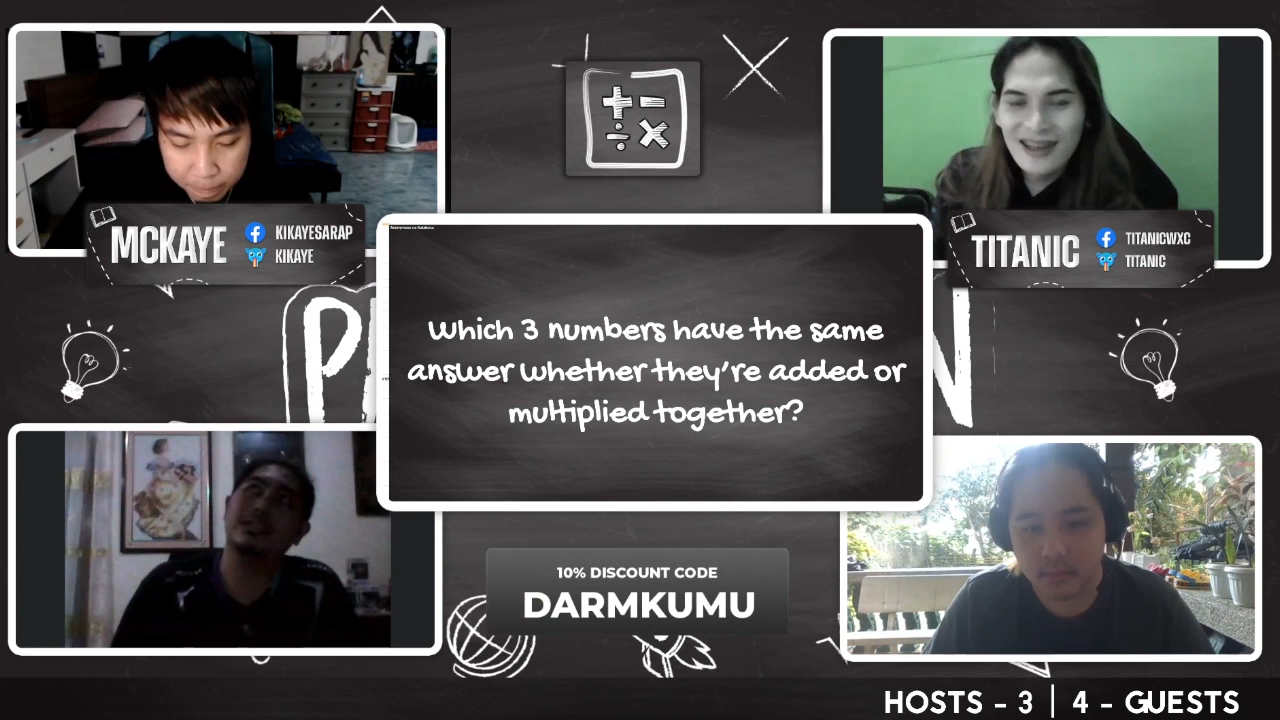 MCKAYE
KIKAYESARAP
KIKAYE
TITANIC
TITANICWXC
TITANIC
Which 3 numbers have the same
answer whether they're added or
multiplied together?
10% DISCOUNT CODE
DARMKUMU
HOSTS - 3 | 4 - GUESTS